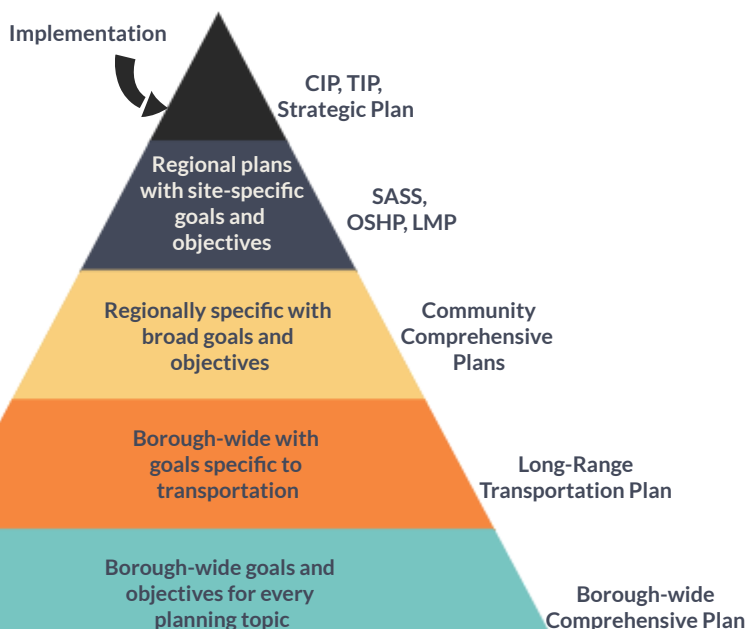 Implementation
CIP, TIP,
Strategic Plan
Regional plans
with site-specific
goals and
objectives
SASS,
OSHP, LMP
Regionally specific with
broad goals and
objectives
Community
Comprehensive
Plans
Borough-wide with
goals specific to
transportation
Long-Range
Transportation Plan
Borough-wide goals and
objectives for every
planning topic
Borough-wide
Comprehensive Plan